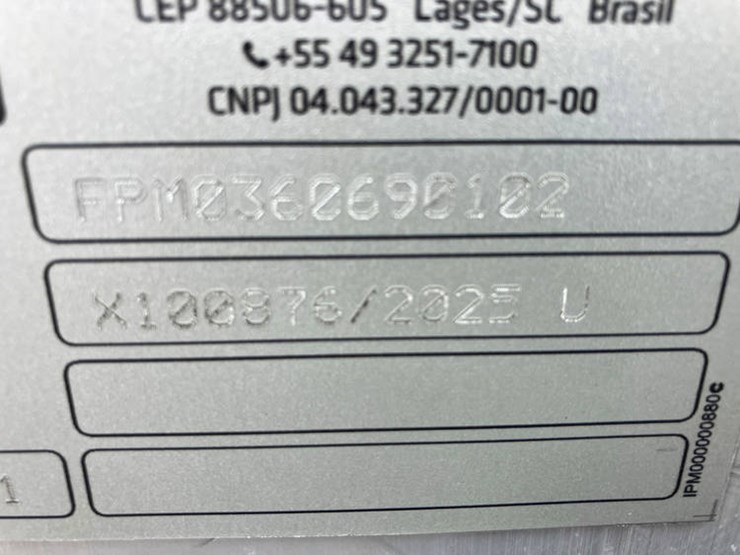 CEP 88506-605 Lages/SC Brasil
+55 49 3251-7100
CNPJ 04.043.327/0001-00
FPM0360690102
X100876/2025 U
1
IPM000000880C